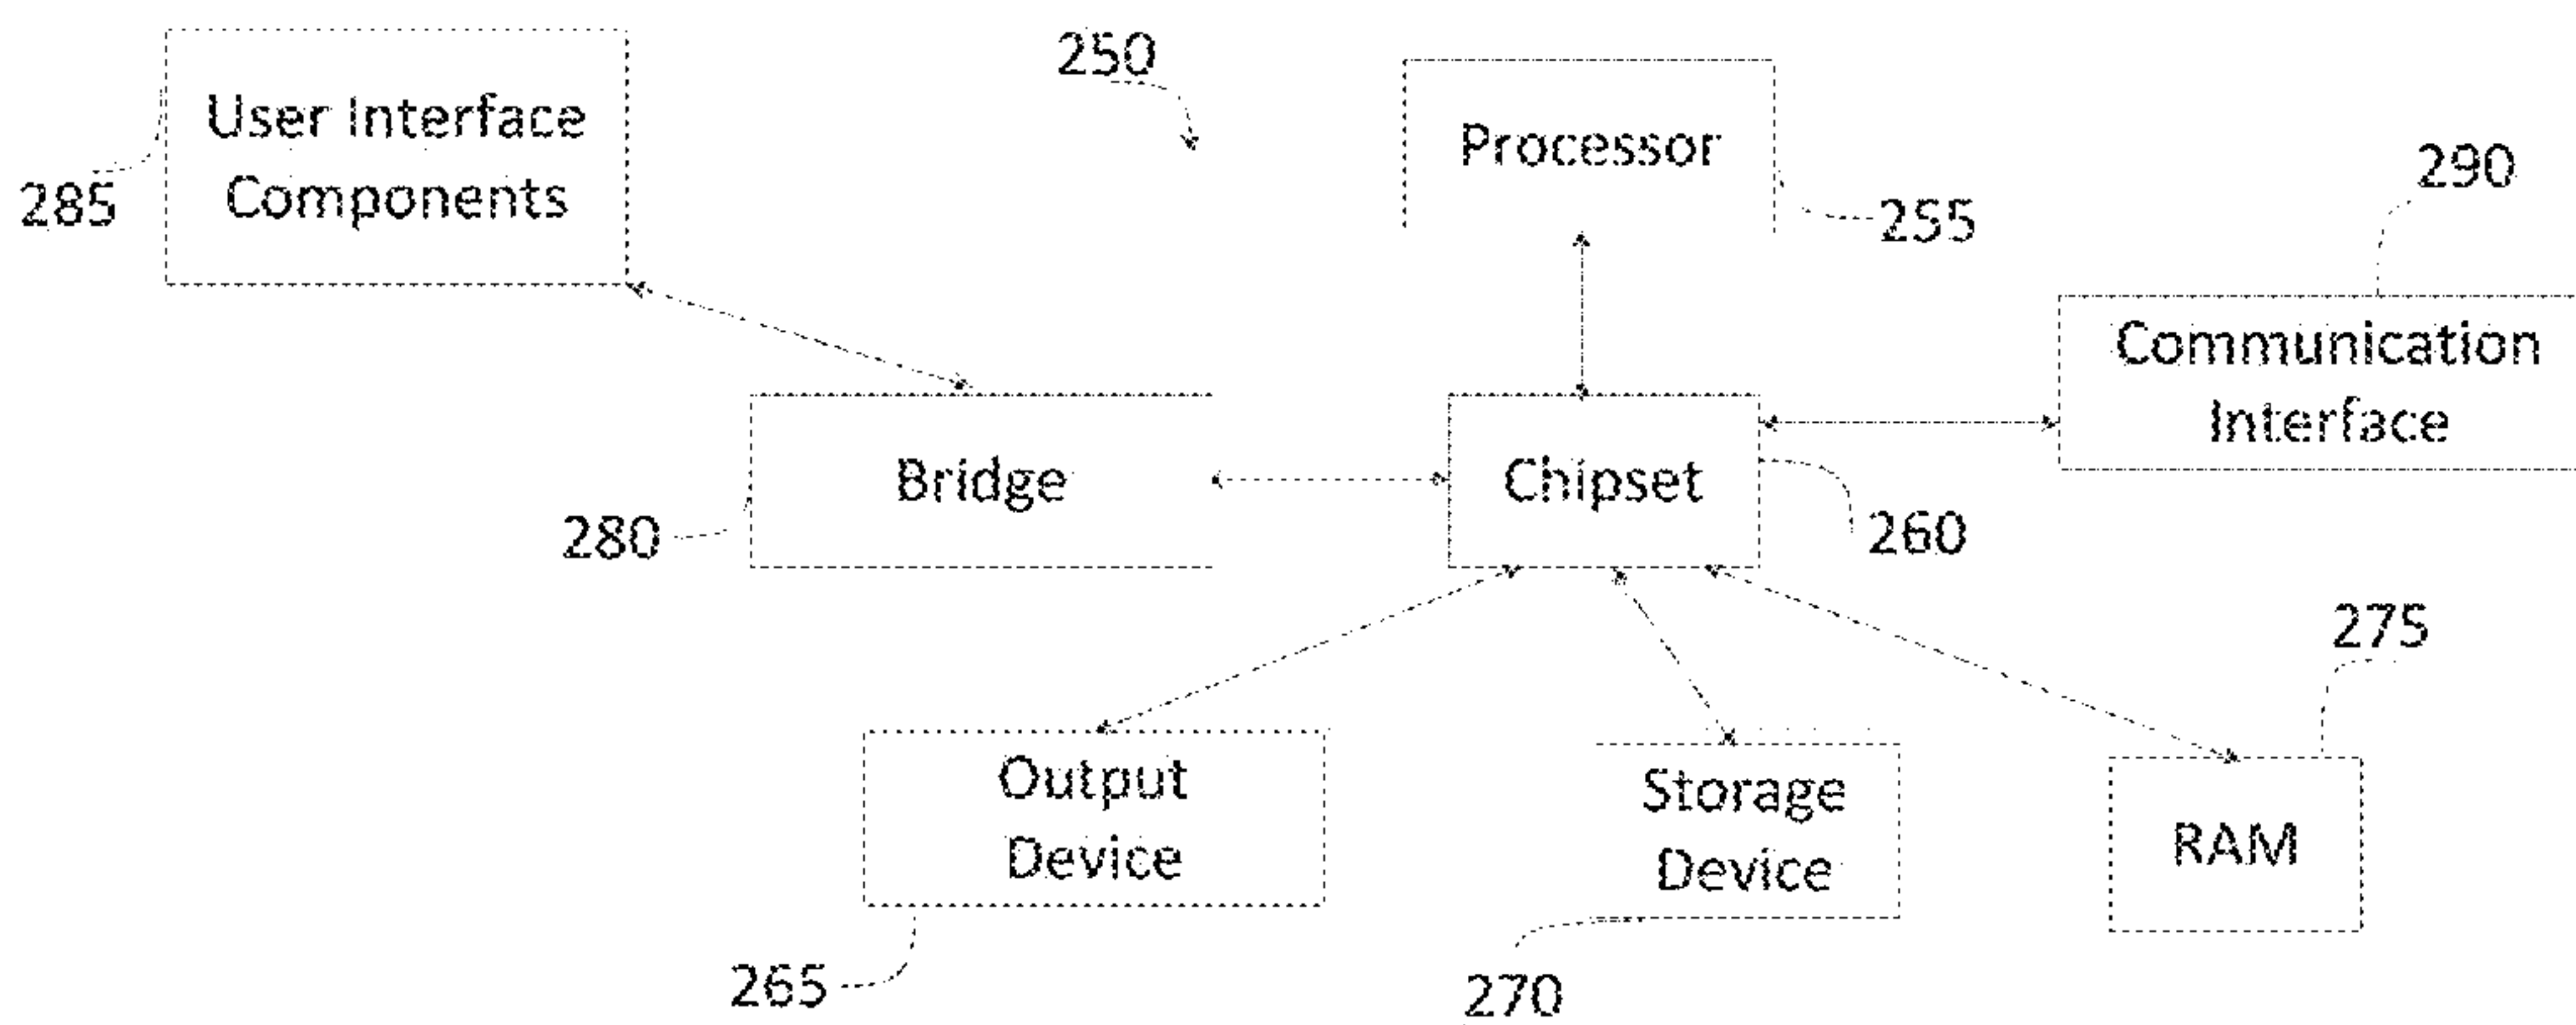 250
User Interface
Components
285
Processor
255
290
Communication
Interface
Bridge
280
Chipset
260
275
Output
Device
265
Storage
Device
270
RAM